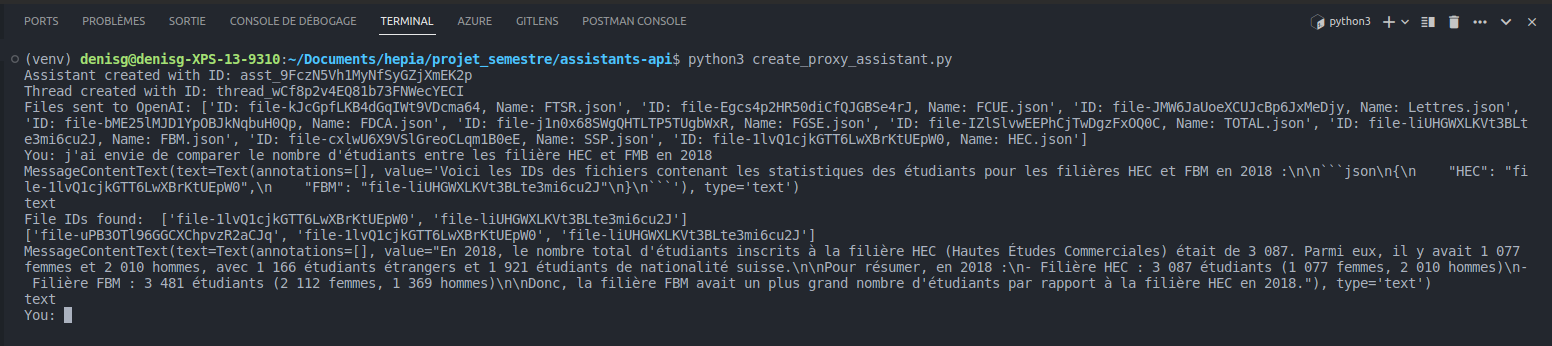 PORTS PROBLÈMES SORTIE CONSOLE DE DÉBOGAGE TERMINAL AZURE GITLENS POSTMAN CONSOLE python3
(venv) denisg@denisg-XPS-13-9310:~/Documents/hepia/projet_semestre/assistants-api$ python3 create_proxy_assistant.py
Assistant created with ID: asst_9FczN5Vh1MyNfSyGZjXmEK2p
Thread created with ID: thread_wCf8p2v4EQ81b73FNWecYECI
Files sent to OpenAI: ['ID: file-kJcGpfLKB4dGqIWt9VDcma64, Name: FTSR.json', 'ID: file-Egcs4p2HR50diCfQJGBSe4rJ, Name: FCUE.json', 'ID: file-JMW6JaUoeXCUJcBp6JxMeDjy, Name: Lettres.json',
'ID: file-bME25lMJD1YpOBJkNqbuH0Qp, Name: FDCA.json', 'ID: file-j1n0x68SWgQHTLTP5TUgbWxR, Name: FGSE.json', 'ID: file-IZlSlvwEEPhCjTwDgzFxOQ0C, Name: TOTAL.json', 'ID: file-liUHGWXLKVt3BLt
e3mi6cu2J, Name: FBM.json', 'ID: file-cxlwU6X9VSlGreoCLqm1B0eE, Name: SSP.json', 'ID: file-1lvQ1cjkGTT6LwXBrKtUEpW0, Name: HEC.json']
You: j'ai envie de comparer le nombre d'étudiants entre les filière HEC et FMB en 2018
MessageContentText(text=Text(annotations=[], value='Voici les IDs des fichiers contenant les statistiques des étudiants pour les filières HEC et FBM en 2018 :\n\n```json\n{\n    "HEC": "fi
le-1lvQ1cjkGTT6LwXBrKtUEpW0",\n    "FBM": "file-liUHGWXLKVt3BLte3mi6cu2J"\n}\n```'), type='text')
text
File IDs found:  ['file-1lvQ1cjkGTT6LwXBrKtUEpW0', 'file-liUHGWXLKVt3BLte3mi6cu2J']
['file-uPB3OTl96GGCXChpvzR2aCJq', 'file-1lvQ1cjkGTT6LwXBrKtUEpW0', 'file-liUHGWXLKVt3BLte3mi6cu2J']
MessageContentText(text=Text(annotations=[], value="En 2018, le nombre total d'étudiants inscrits à la filière HEC (Hautes Études Commerciales) était de 3 087. Parmi eux, il y avait 1 077
femmes et 2 010 hommes, avec 1 166 étudiants étrangers et 1 921 étudiants de nationalité suisse.\n\nPour résumer, en 2018 :\n- Filière HEC : 3 087 étudiants (1 077 femmes, 2 010 hommes)\n-
Filière FBM : 3 481 étudiants (2 112 femmes, 1 369 hommes)\n\nDonc, la filière FBM avait un plus grand nombre d'étudiants par rapport à la filière HEC en 2018."), type='text')
text
You: